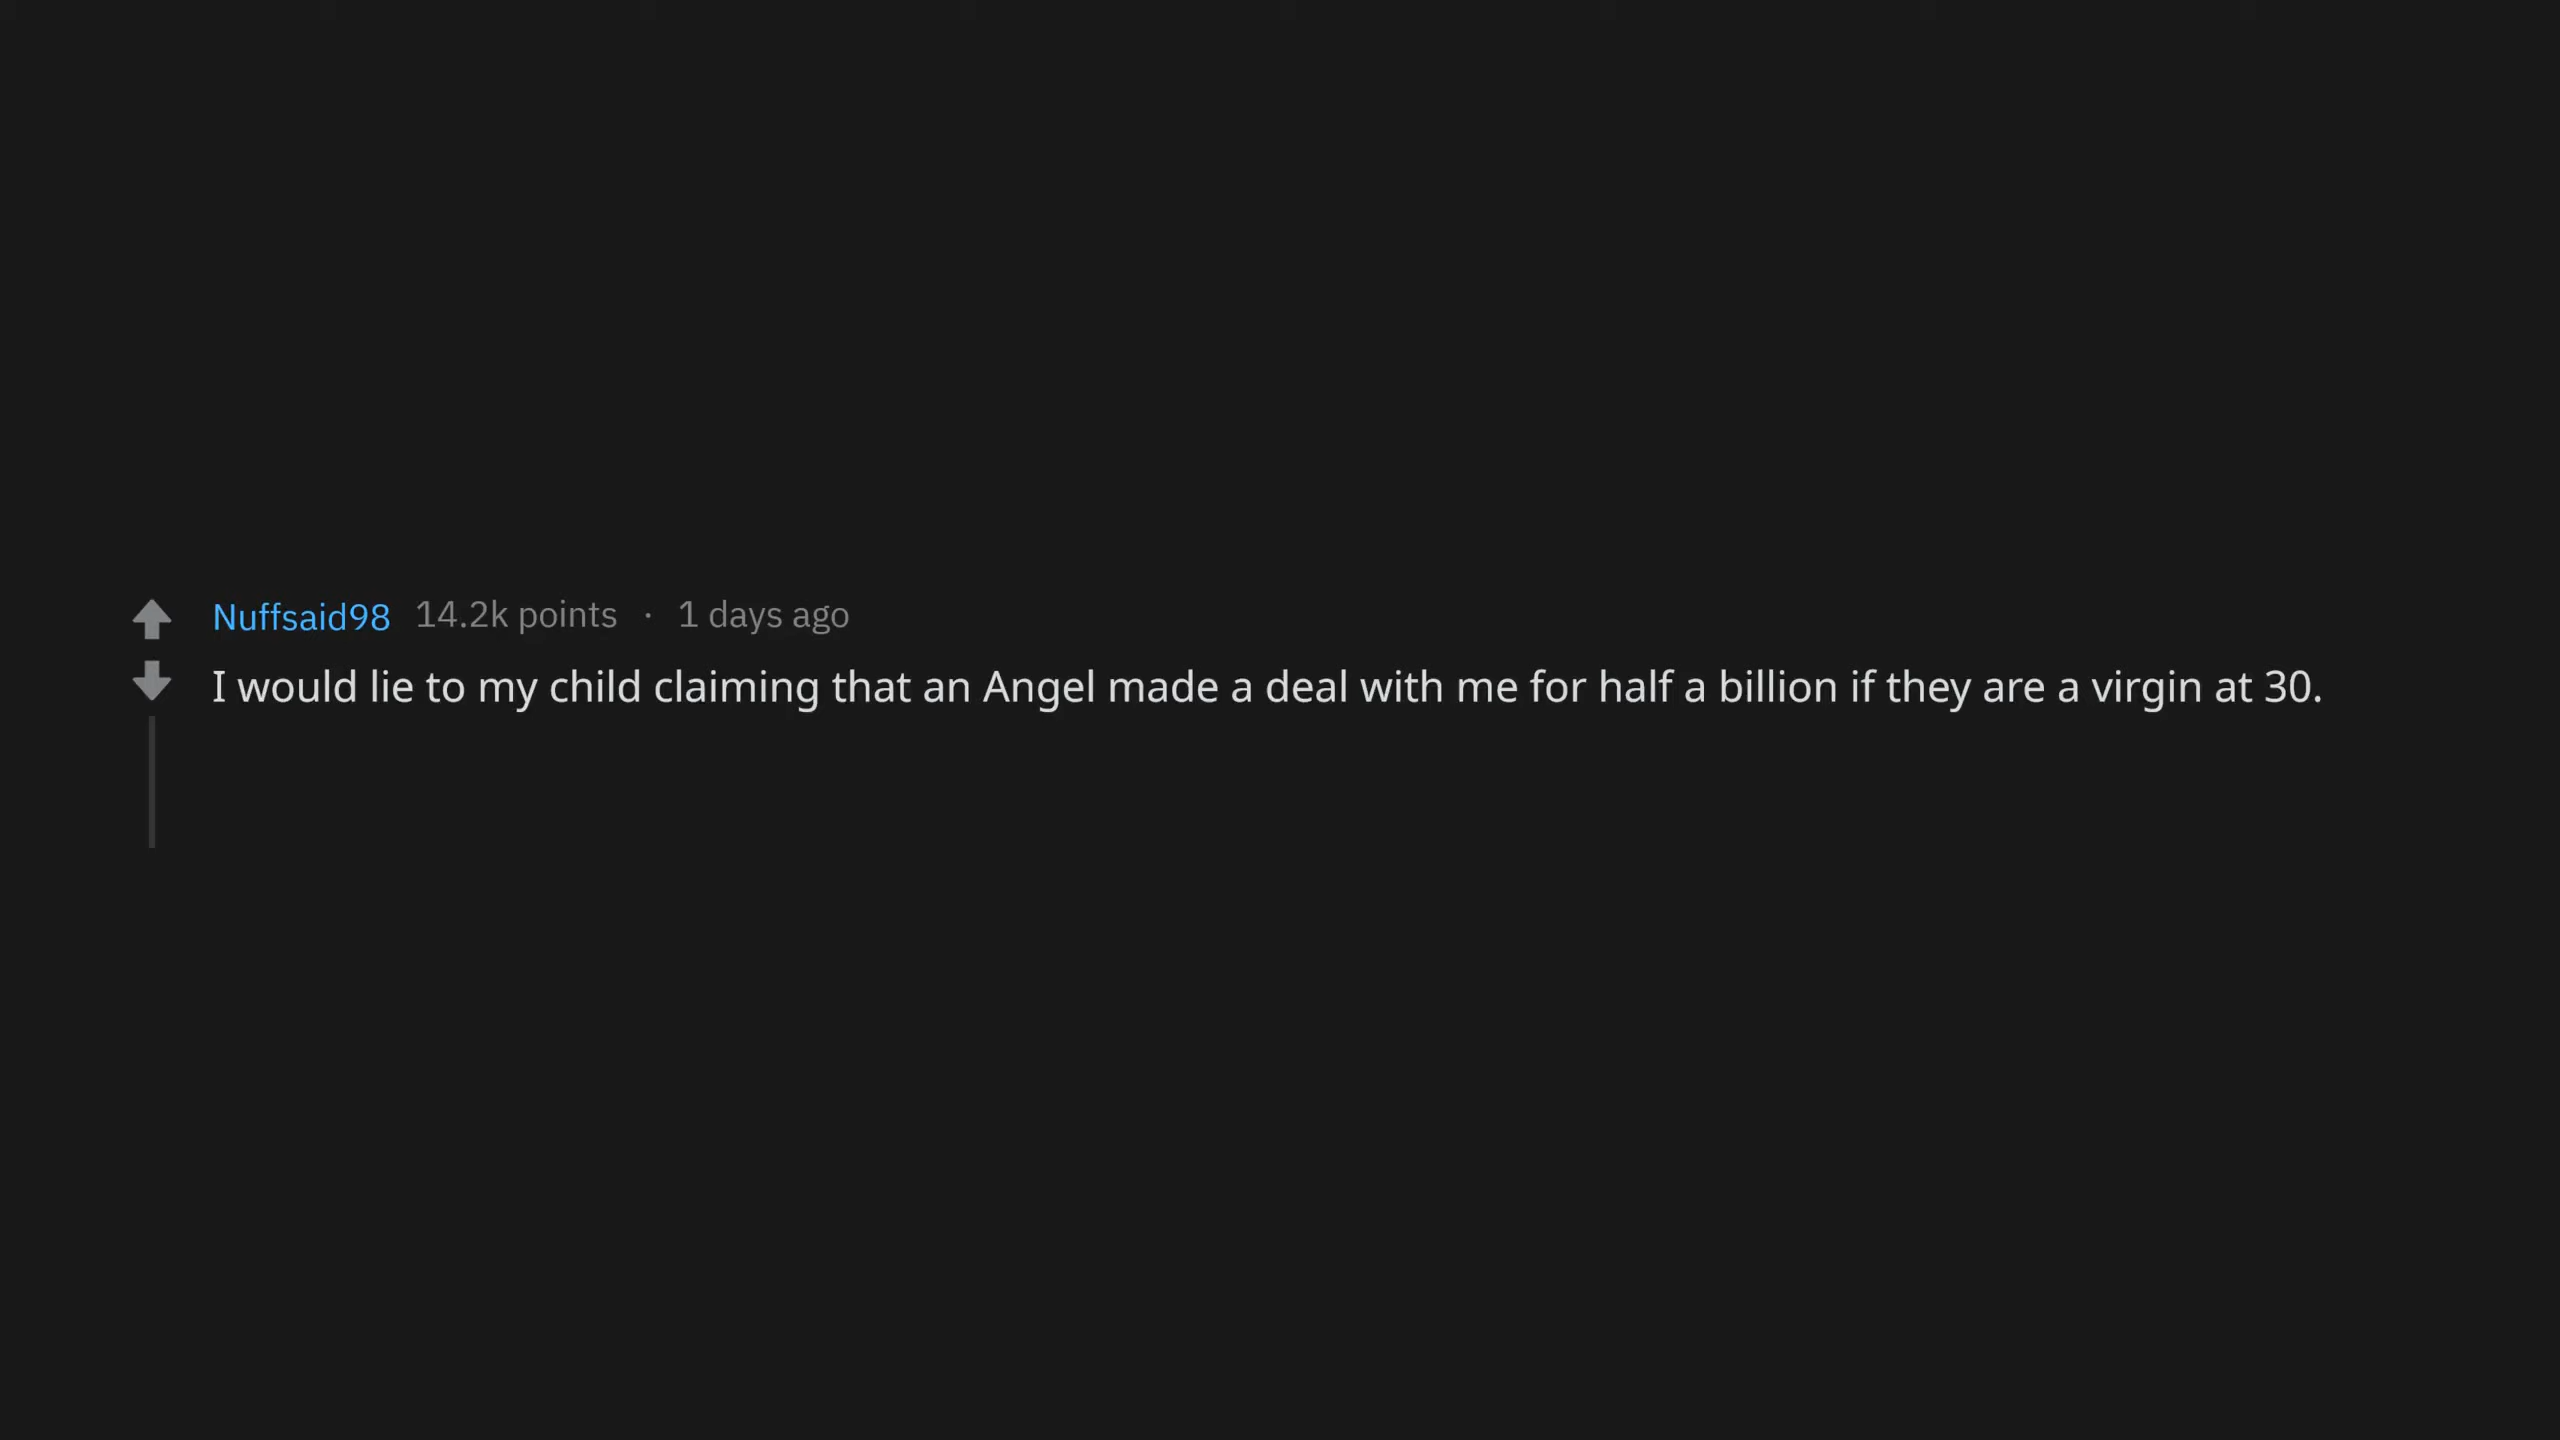 Nuffsaid98 14.2k points · 1 days ago
I would lie to my child claiming that an Angel made a deal with me for half a billion if they are a virgin at 30.